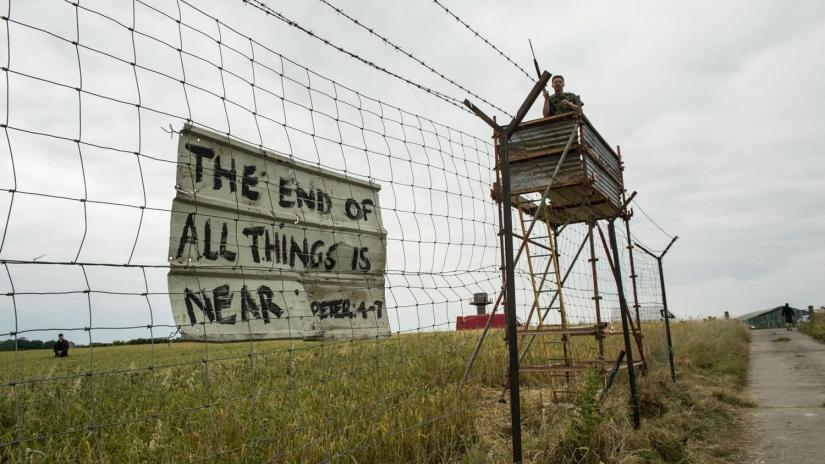 THE END OF
ALL THINGS IS
NEAR. PETER. 4-7